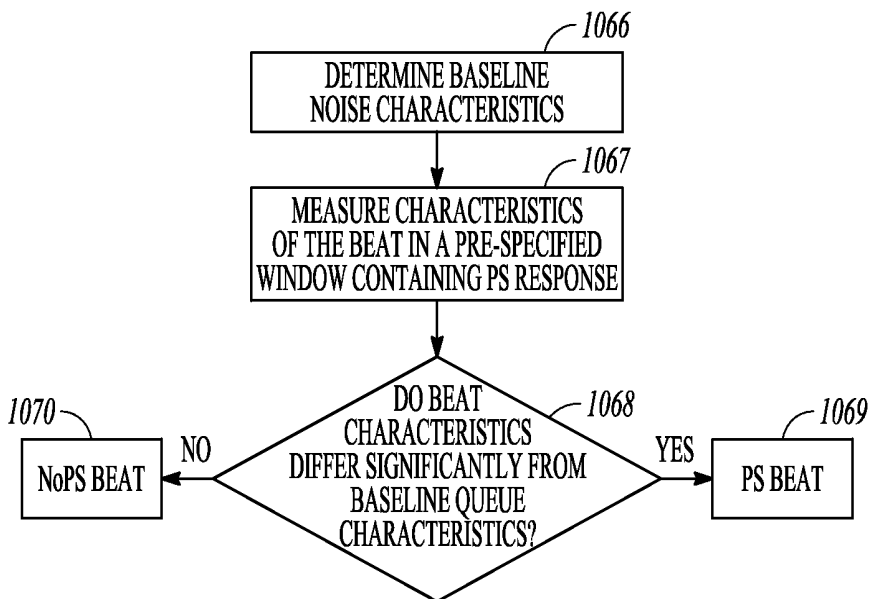 1066
DETERMINE BASELINE
NOISE CHARACTERISTICS
1067
MEASURE CHARACTERISTICS
OF THE BEAT IN A PRE-SPECIFIED
WINDOW CONTAINING PS RESPONSE
1068
DO BEAT
CHARACTERISTICS
DIFFER SIGNIFICANTLY FROM
BASELINE QUEUE
CHARACTERISTICS?
1070
NO
NoPS BEAT
YES
1069
PS BEAT